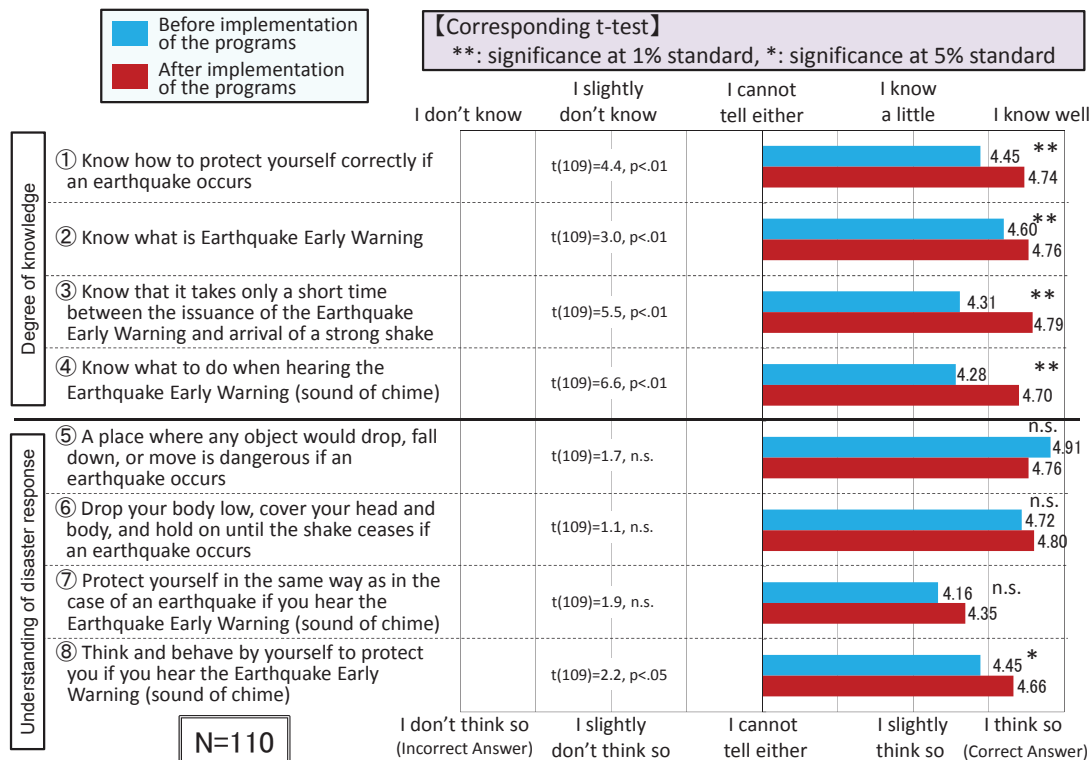 Before implementation
of the programs
After implementation
of the programs
【Corresponding t-test】
**: significance at 1% standard, *: significance at 5% standard
I don't know
I slightly
don't know
I cannot
tell either
I know
a little
I know well
Degree of knowledge
① Know how to protect yourself correctly if
an earthquake occurs
t(109)=4.4, p<.01
4.45
**
4.74
② Know what is Earthquake Early Warning
t(109)=3.0, p<.01
4.60
**
4.76
③ Know that it takes only a short time
between the issuance of the Earthquake
Early Warning and arrival of a strong shake
t(109)=5.5, p<.01
4.31
**
4.79
④ Know what to do when hearing the
Earthquake Early Warning (sound of chime)
t(109)=6.6, p<.01
4.28
**
4.70
Understanding of disaster response
⑤ A place where any object would drop, fall
down, or move is dangerous if an
earthquake occurs
t(109)=1.7, n.s.
n.s.
4.91
4.76
⑥ Drop your body low, cover your head and
body, and hold on until the shake ceases if
an earthquake occurs
t(109)=1.1, n.s.
n.s.
4.72
4.80
⑦ Protect yourself in the same way as in the
case of an earthquake if you hear the
Earthquake Early Warning (sound of chime)
t(109)=1.9, n.s.
4.16
n.s.
4.35
⑧ Think and behave by yourself to protect
you if you hear the Earthquake Early
Warning (sound of chime)
t(109)=2.2, p<.05
4.45
*
4.66
N=110
I don't think so
(Incorrect Answer)
I slightly
don't think so
I cannot
tell either
I slightly
think so
I think so
(Correct Answer)